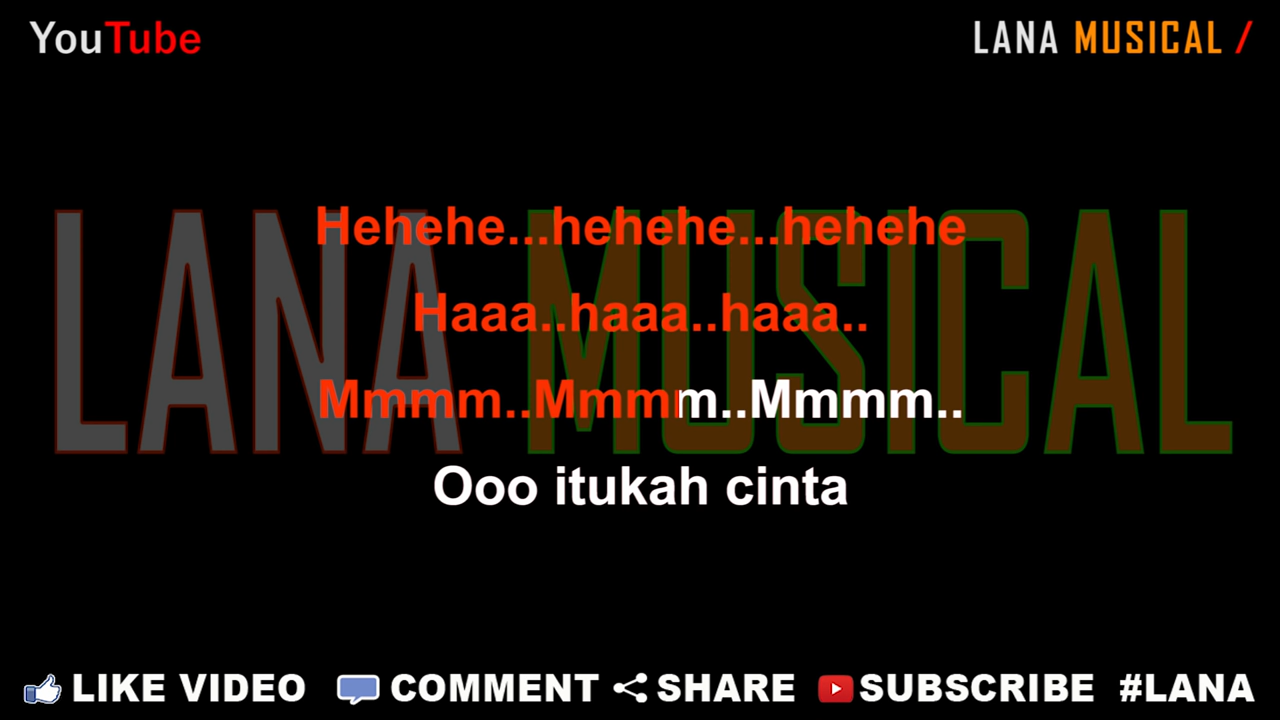 YouTube
LANA MUSICAL /
LANA MUSICAL
Hehehe...hehehe...hehehe
Haaa..haaa..haaa..
Mmmm..Mmmm..Mmmm..
Ooo itukah cinta
LIKE VIDEO COMMENT SHARE SUBSCRIBE #LANA